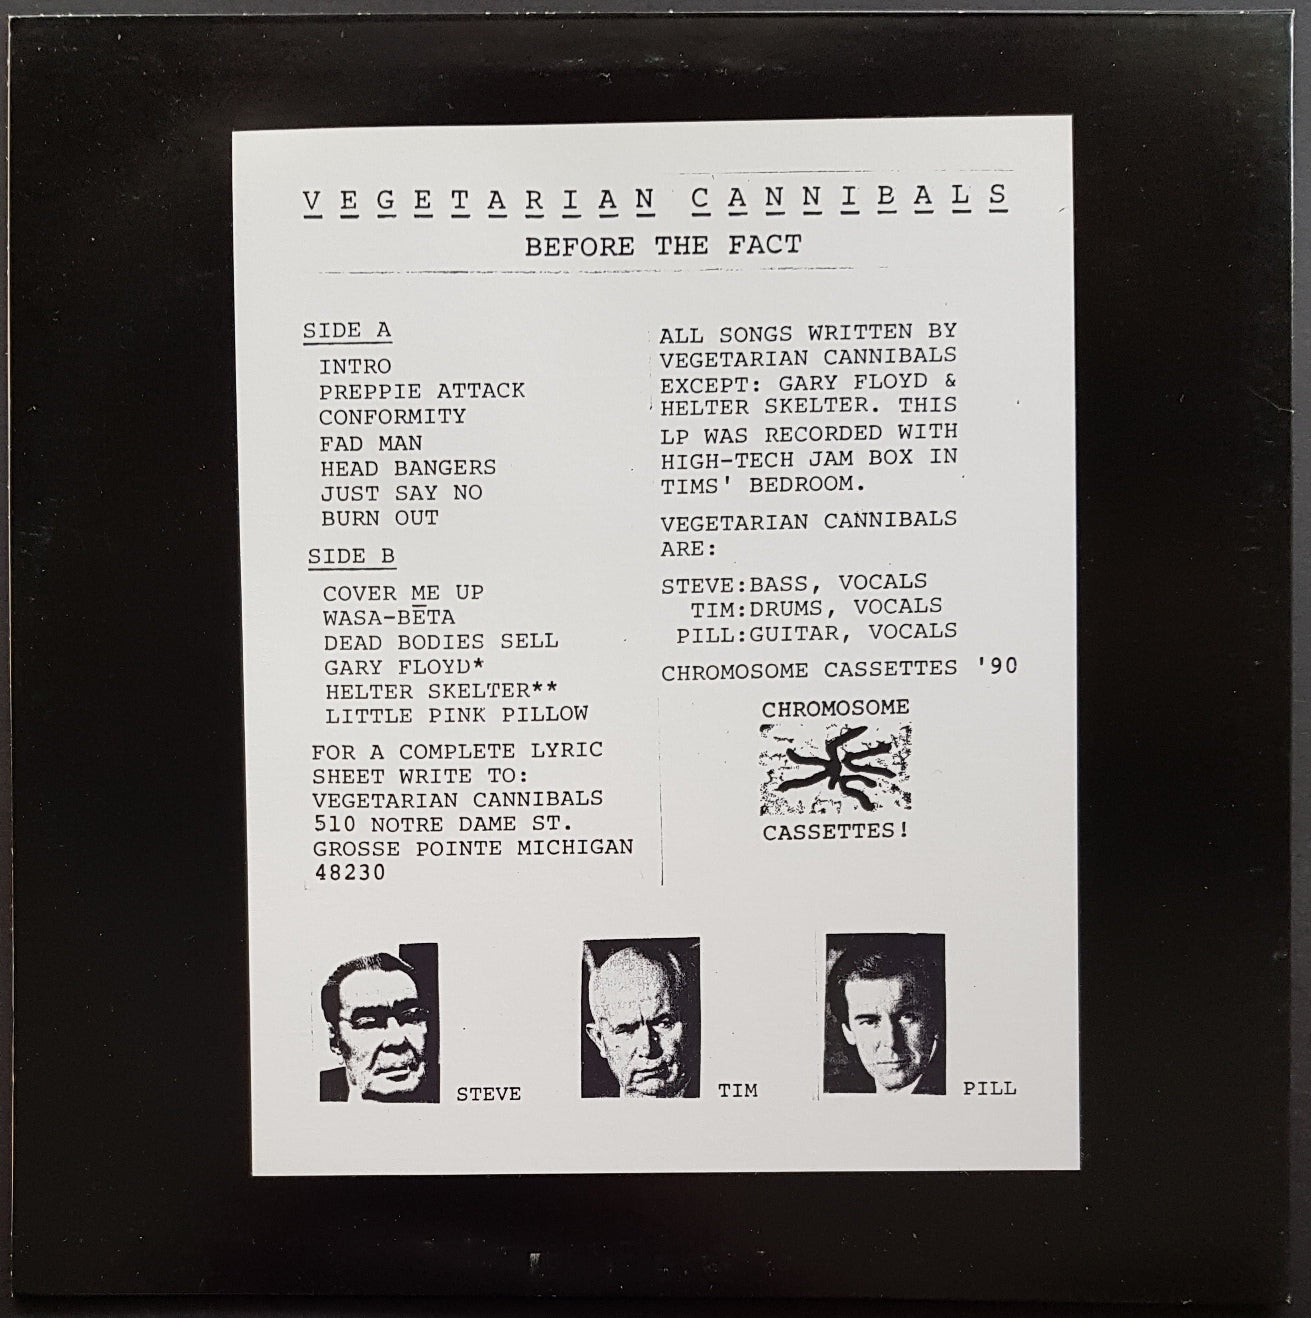 VEGETARIAN CANNIBALS
BEFORE THE FACT
SIDE A
INTRO
PREPPIE ATTACK
CONFORMITY
FAD MAN
HEAD BANGERS
JUST SAY NO
BURN OUT
SIDE B
COVER ME UP
WASA-BETA
DEAD BODIES SELL
GARY FLOYD*
HELTER SKELTER**
LITTLE PINK PILLOW
FOR A COMPLETE LYRIC
SHEET WRITE TO:
VEGETARIAN CANNIBALS
510 NOTRE DAME ST.
GROSSE POINTE MICHIGAN
48230
ALL SONGS WRITTEN BY
VEGETARIAN CANNIBALS
EXCEPT: GARY FLOYD &
HELTER SKELTER. THIS
LP WAS RECORDED WITH
HIGH-TECH JAM BOX IN
TIMS' BEDROOM.
VEGETARIAN CANNIBALS
ARE:
STEVE:BASS, VOCALS
TIM:DRUMS, VOCALS
PILL:GUITAR, VOCALS
CHROMOSOME CASSETTES '90
CHROMOSOME
CASSETTES!
STEVE
TIM
PILL